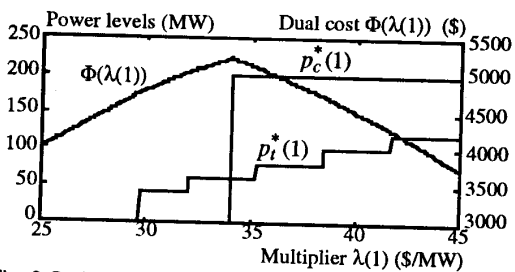 Power levels (MW)
Dual cost Φ(λ(1)) ($)
250
200
150
100
50
0
Φ(λ(1))
p*c(1)
p*t(1)
5500
5000
4500
4000
3500
3000
25
30
35
40
45
Multiplier λ(1) ($/MW)